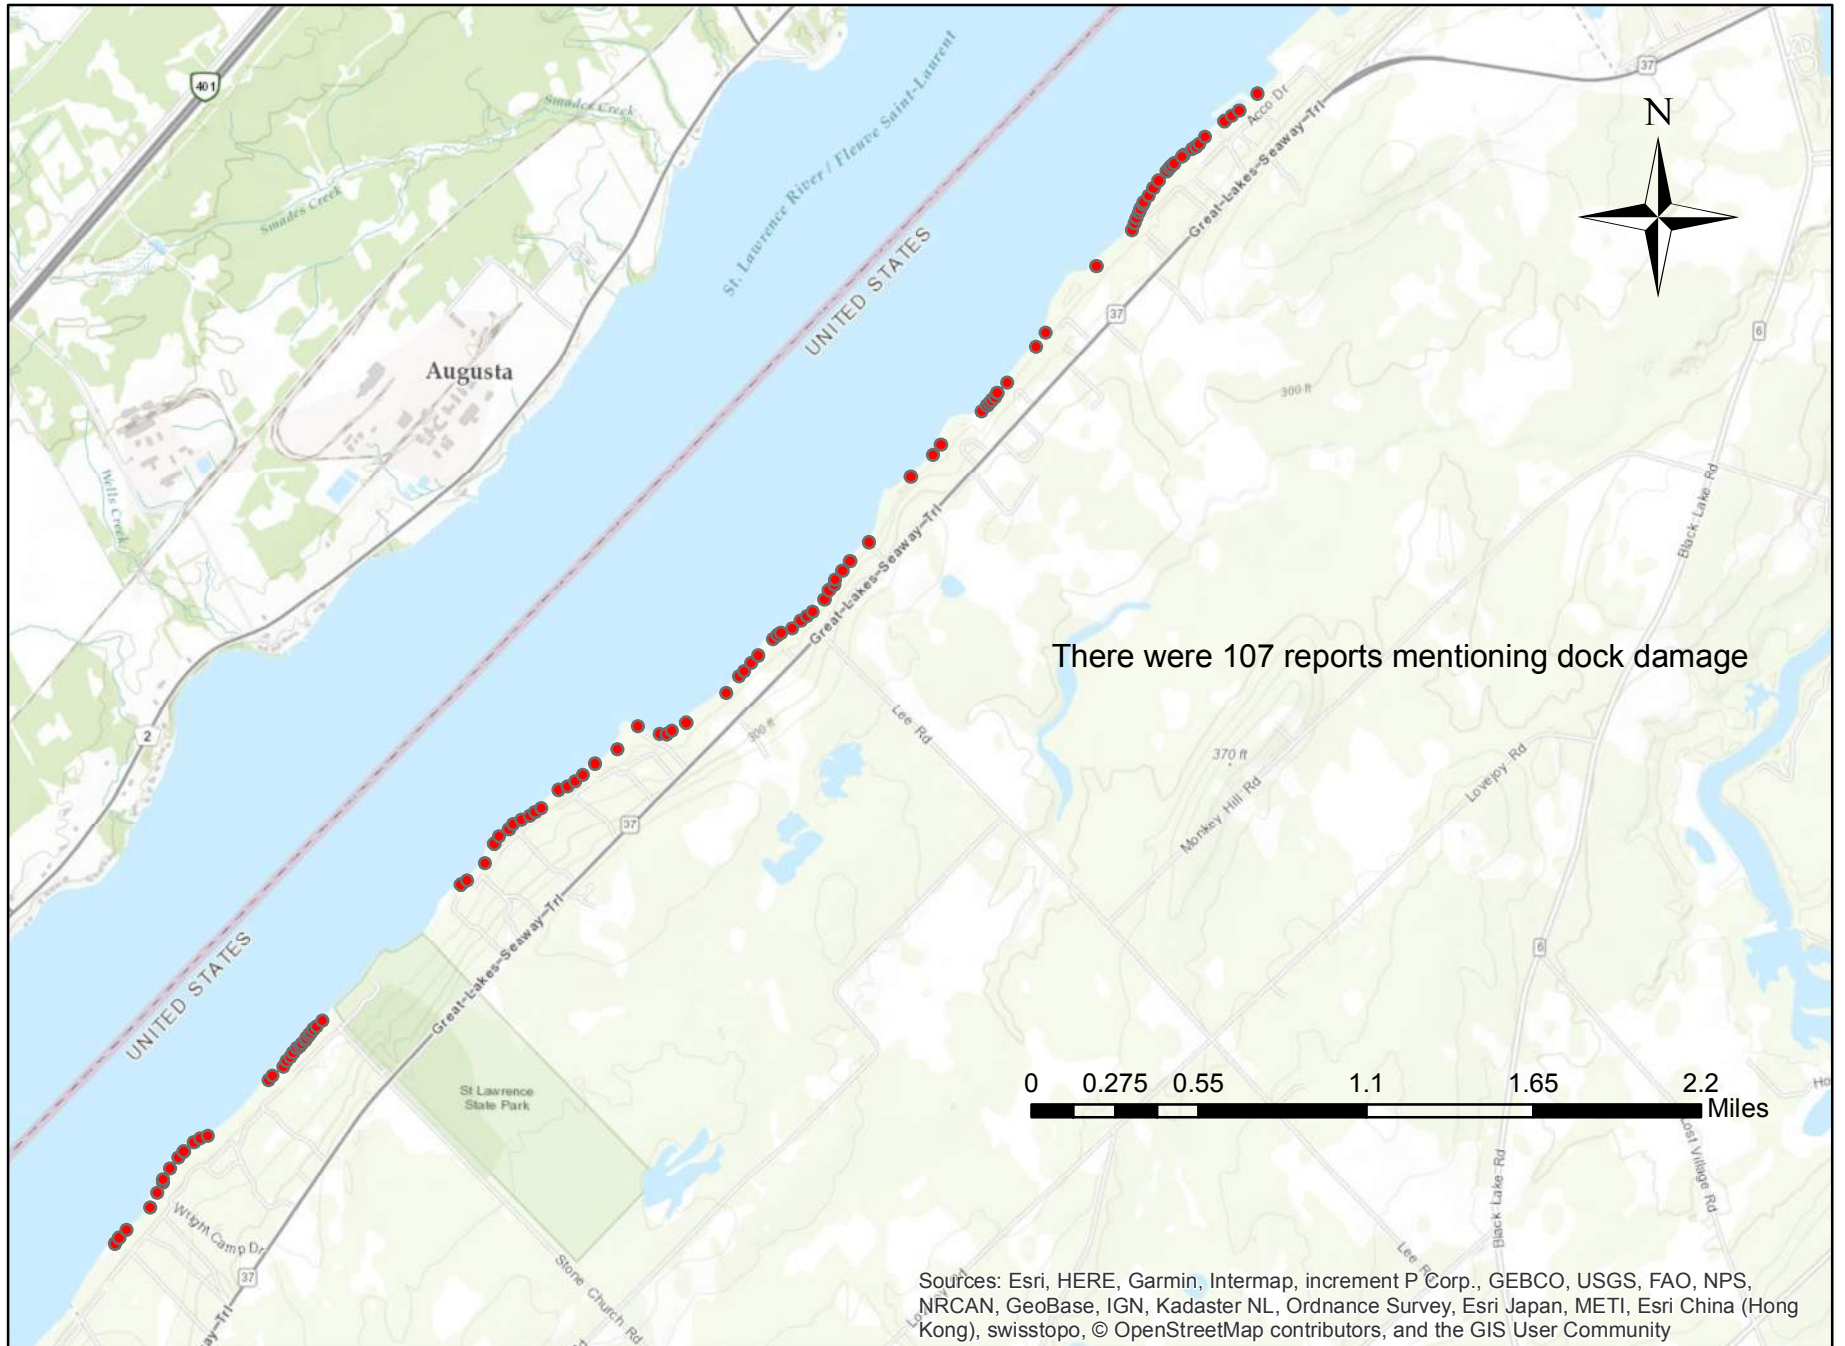 401
Smades Creek
Smades Creek
St. Lawrence River / Fleuve Saint-Laurent
UNITED STATES
Acco Dr
Great-Lakes-Seaway-Trl
37
N
37
6
Augusta
300 ft
Wells Creek
Black Lake Rd
Great-Lakes-Seaway-Trl
There were 107 reports mentioning dock damage
2
300 ft
Lee Rd
370 ft
Monkey Hill Rd
Lovejoy Rd
37
Great-Lakes-Seaway-Trl
UNITED STATES
6
St Lawrence
State Park
0 0.275 0.55 1.1 1.65 2.2
Miles
Lost Village Rd
Black Lake Rd
Wright Camp Dr
37
Stone Church Rd
Lee Rd
Sources: Esri, HERE, Garmin, Intermap, increment P Corp., GEBCO, USGS, FAO, NPS,
NRCAN, GeoBase, IGN, Kadaster NL, Ordnance Survey, Esri Japan, METI, Esri China (Hong
Kong), swisstopo, © OpenStreetMap contributors, and the GIS User Community